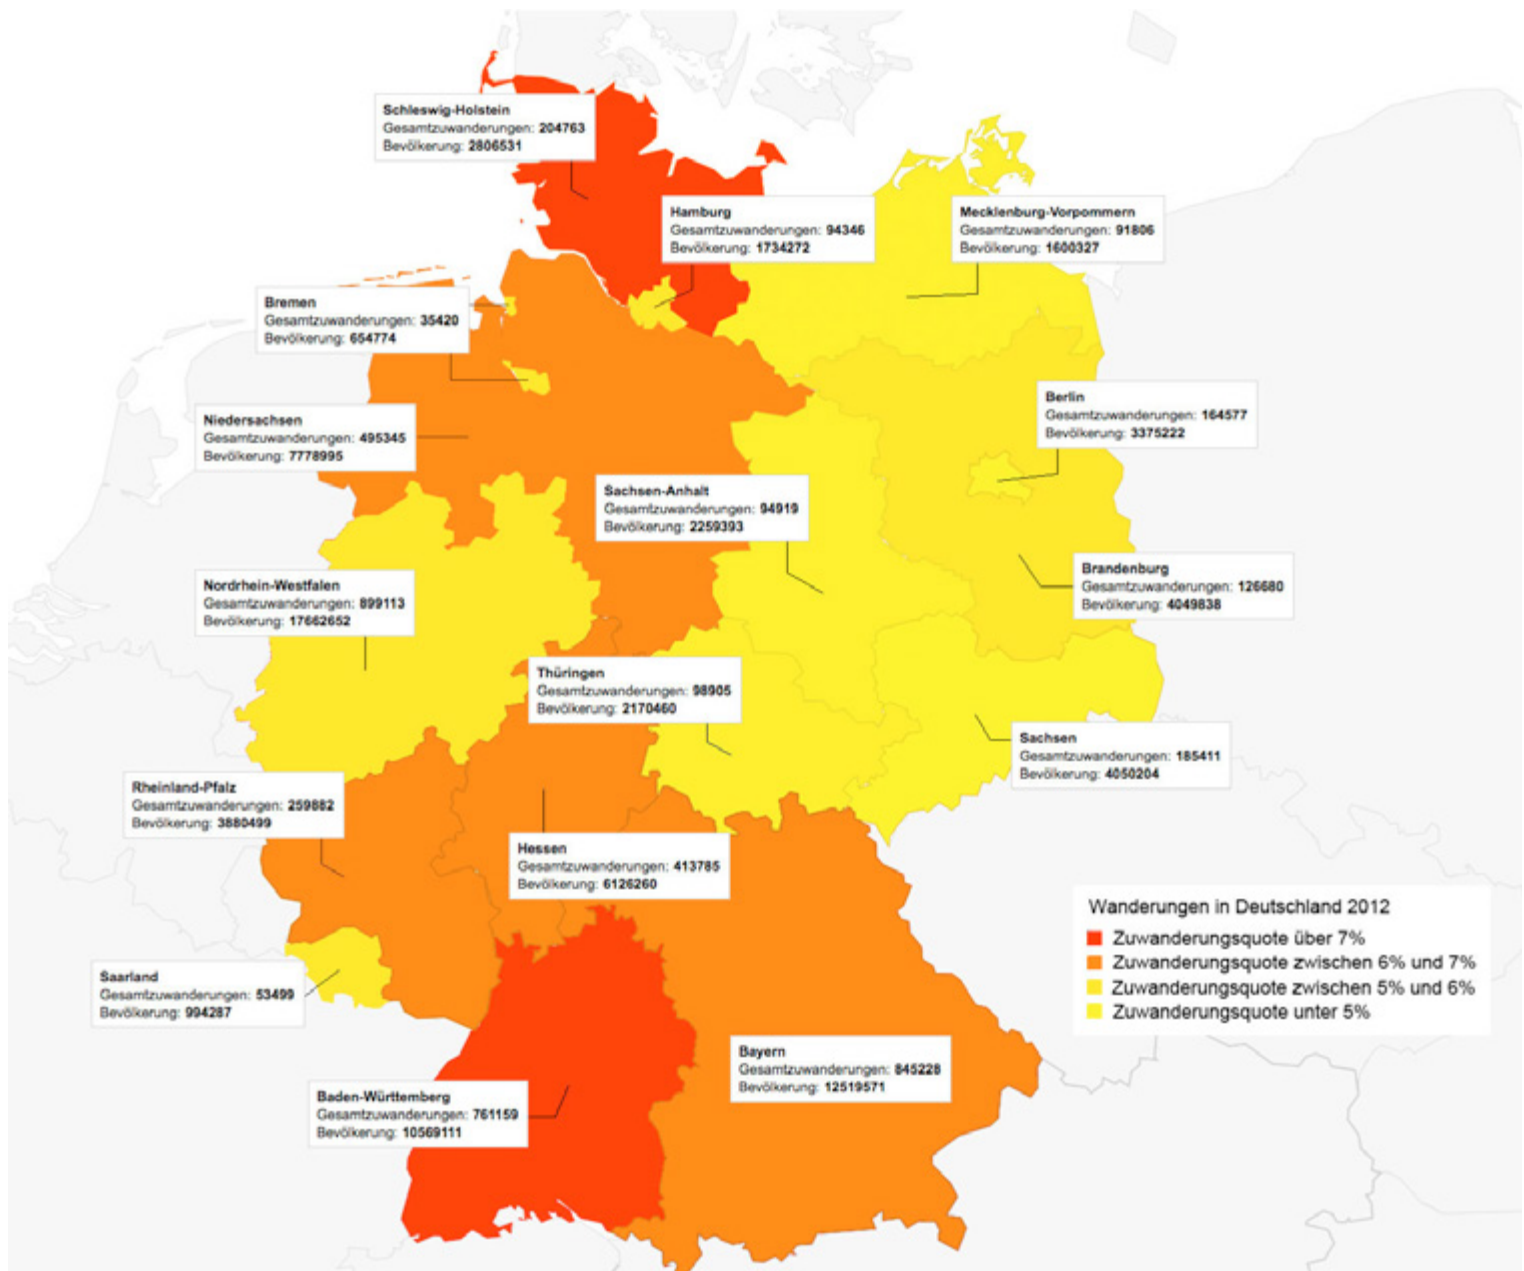 Schleswig-Holstein
Gesamtzuwanderungen: 204763
Bevölkerung: 2806531
Hamburg
Gesamtzuwanderungen: 94346
Bevölkerung: 1734272
Mecklenburg-Vorpommern
Gesamtzuwanderungen: 91806
Bevölkerung: 1600327
Bremen
Gesamtzuwanderungen: 35420
Bevölkerung: 654774
Berlin
Gesamtzuwanderungen: 164577
Bevölkerung: 3375222
Niedersachsen
Gesamtzuwanderungen: 495345
Bevölkerung: 7778995
Sachsen-Anhalt
Gesamtzuwanderungen: 94919
Bevölkerung: 2259393
Brandenburg
Gesamtzuwanderungen: 126680
Bevölkerung: 4049838
Nordrhein-Westfalen
Gesamtzuwanderungen: 899113
Bevölkerung: 17662652
Thüringen
Gesamtzuwanderungen: 98905
Bevölkerung: 2170460
Sachsen
Gesamtzuwanderungen: 185411
Bevölkerung: 4050204
Rheinland-Pfalz
Gesamtzuwanderungen: 259882
Bevölkerung: 3880499
Hessen
Gesamtzuwanderungen: 413785
Bevölkerung: 6126260
Wanderungen in Deutschland 2012
Zuwanderungsquote über 7%
Zuwanderungsquote zwischen 6% und 7%
Zuwanderungsquote zwischen 5% und 6%
Zuwanderungsquote unter 5%
Saarland
Gesamtzuwanderungen: 53499
Bevölkerung: 994287
Bayern
Gesamtzuwanderungen: 845228
Bevölkerung: 12519571
Baden-Württemberg
Gesamtzuwanderungen: 761159
Bevölkerung: 10569111